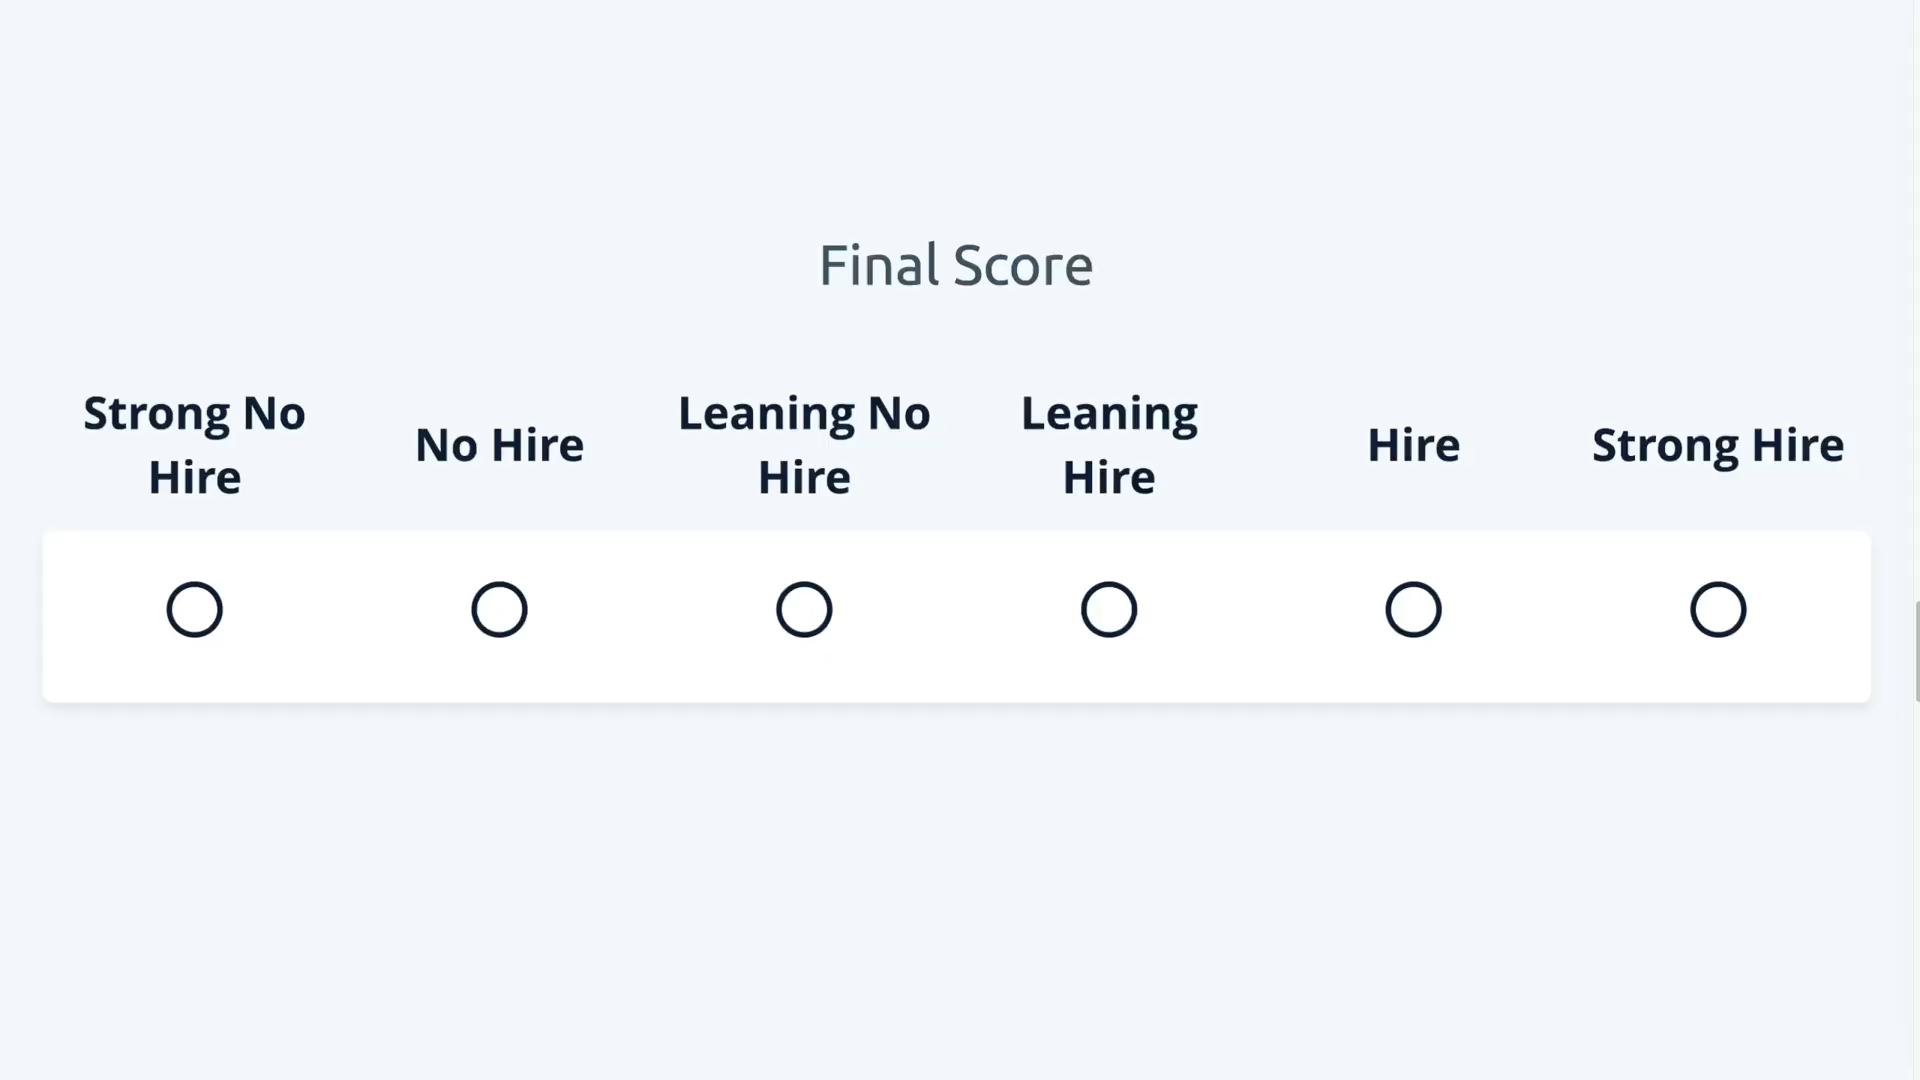 Final Score
Strong No
Hire
No Hire
Leaning No
Hire
Leaning
Hire
Hire
Strong Hire